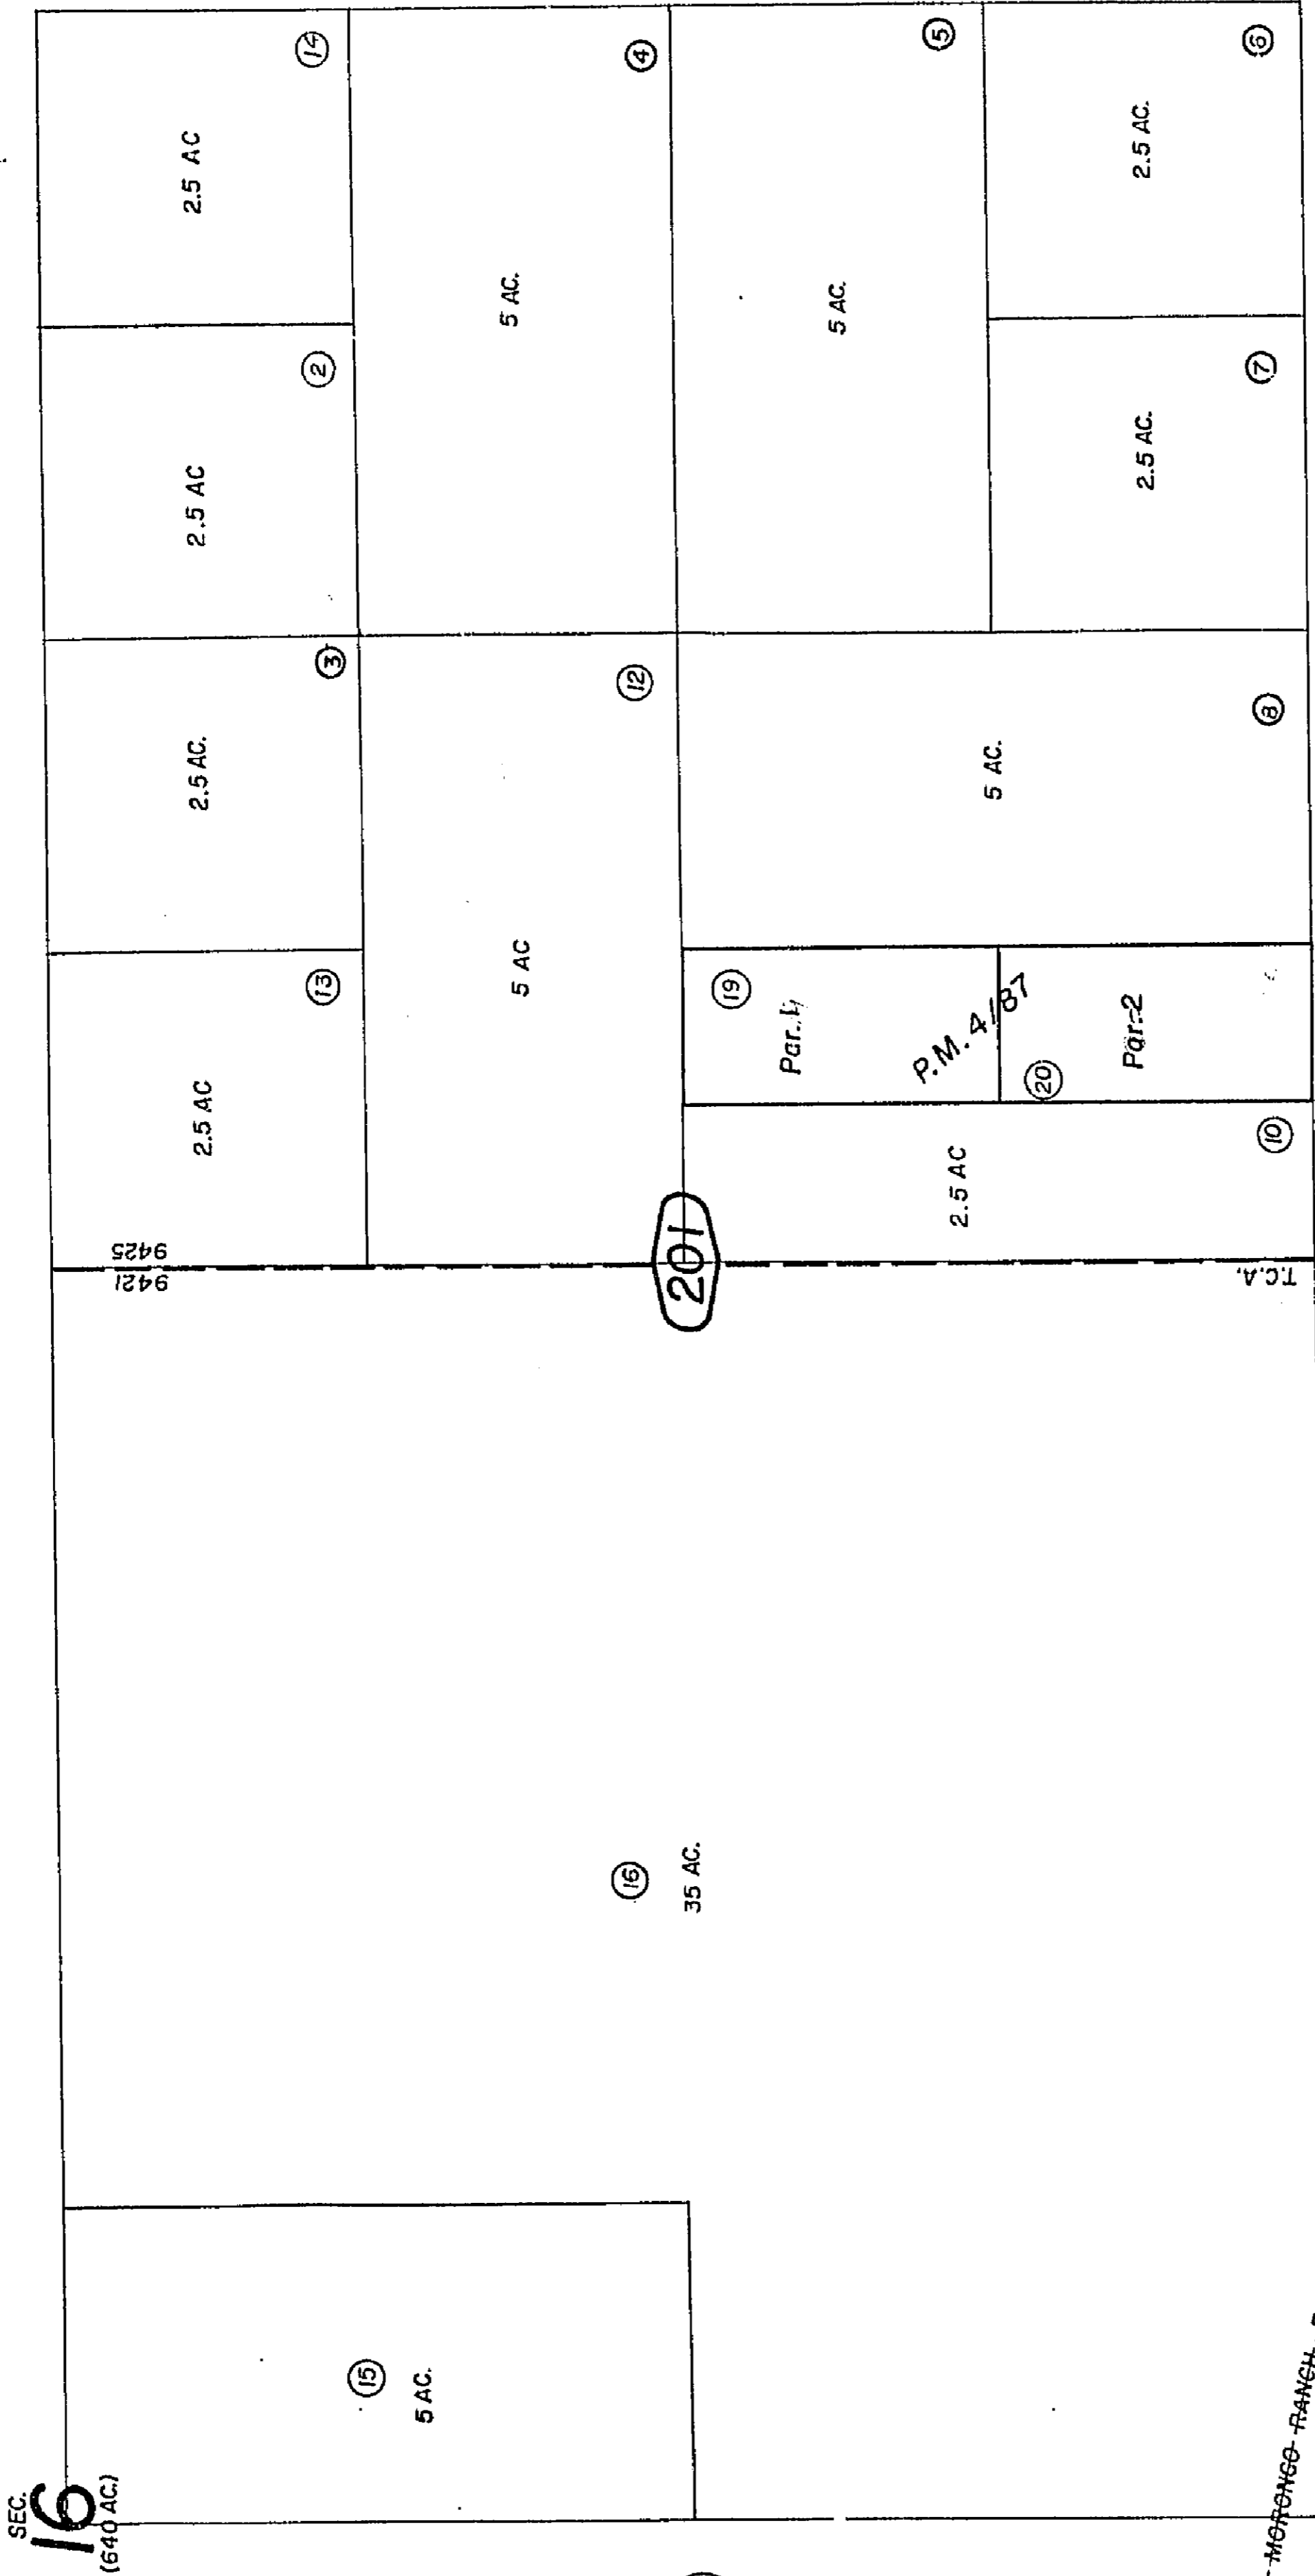 SEC.
16
(640 AC.)
15
5 AC.
16
35 AC.
9421
9425
201
T.C.A.
2.5 AC
13
2.5 AC.
3
2.5 AC
2
2.5 AC
14
5 AC
12
5 AC.
4
19
Par.
P.M. 4/87
20
Par. 2
2.5 AC
10
5 AC.
8
5 AC.
5
2.5 AC.
7
2.5 AC.
6
MORONGO RANCH